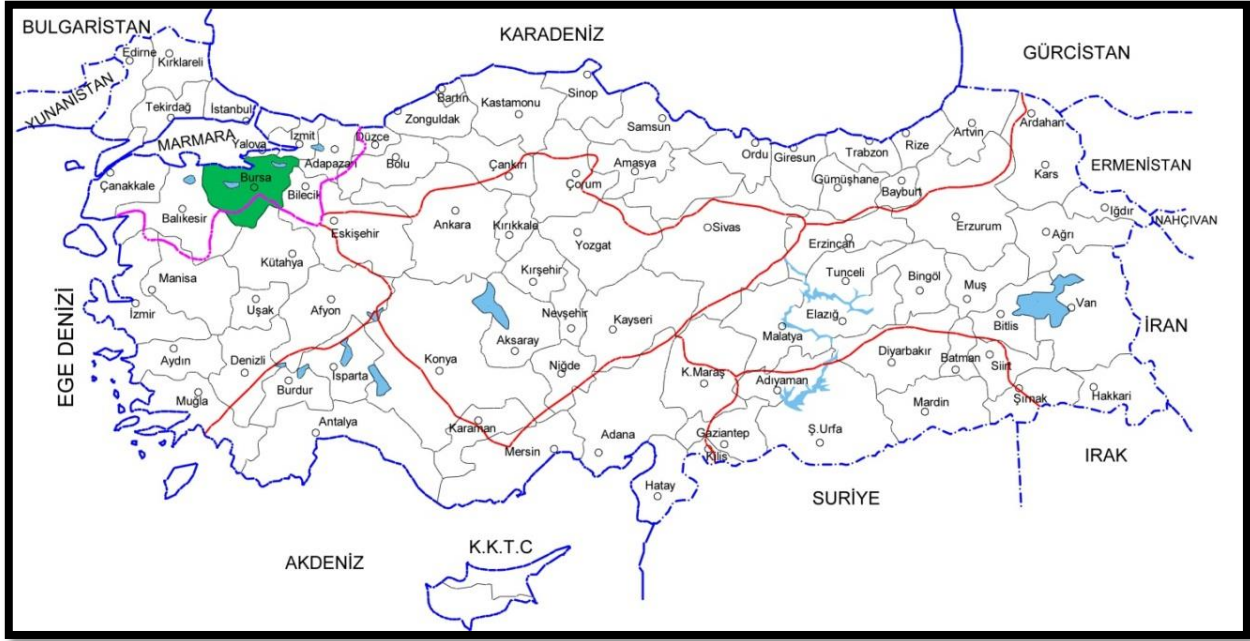 BULGARİSTAN
KARADENİZ
GÜRCİSTAN
Edirne
Kırklareli
YUNANİSTAN
Tekirdağ
İstanbul
MARMARA
Yalova
İzmit
Adapazarı
Düzce
Bolu
Zonguldak
Bartın
Kastamonu
Sinop
Samsun
Çankırı
Çorum
Amasya
Ordu
Giresun
Trabzon
Rize
Artvin
Ardahan
Gümüşhane
Bayburt
Kars
ERMENİSTAN
Iğdır
NAHÇIVAN
Çanakkale
Bursa
Bilecik
Balıkesir
Eskişehir
Ankara
Kırıkkale
Yozgat
Sivas
Erzincan
Erzurum
Ağrı
Kütahya
Manisa
İzmir
Uşak
Afyon
Kırşehir
Nevşehir
Kayseri
Aksaray
Tunceli
Bingöl
Muş
Elazığ
Malatya
Bitlis
Van
İRAN
EGE DENİZİ
Aydın
Denizli
Muğla
Burdur
Isparta
Konya
Niğde
K.Maraş
Adıyaman
Diyarbakır
Batman
Siirt
Şırnak
Hakkari
Mardin
Antalya
Karaman
Mersin
Adana
Gaziantep
Kilis
Ş.Urfa
Hatay
IRAK
SURİYE
AKDENİZ
K.K.T.C